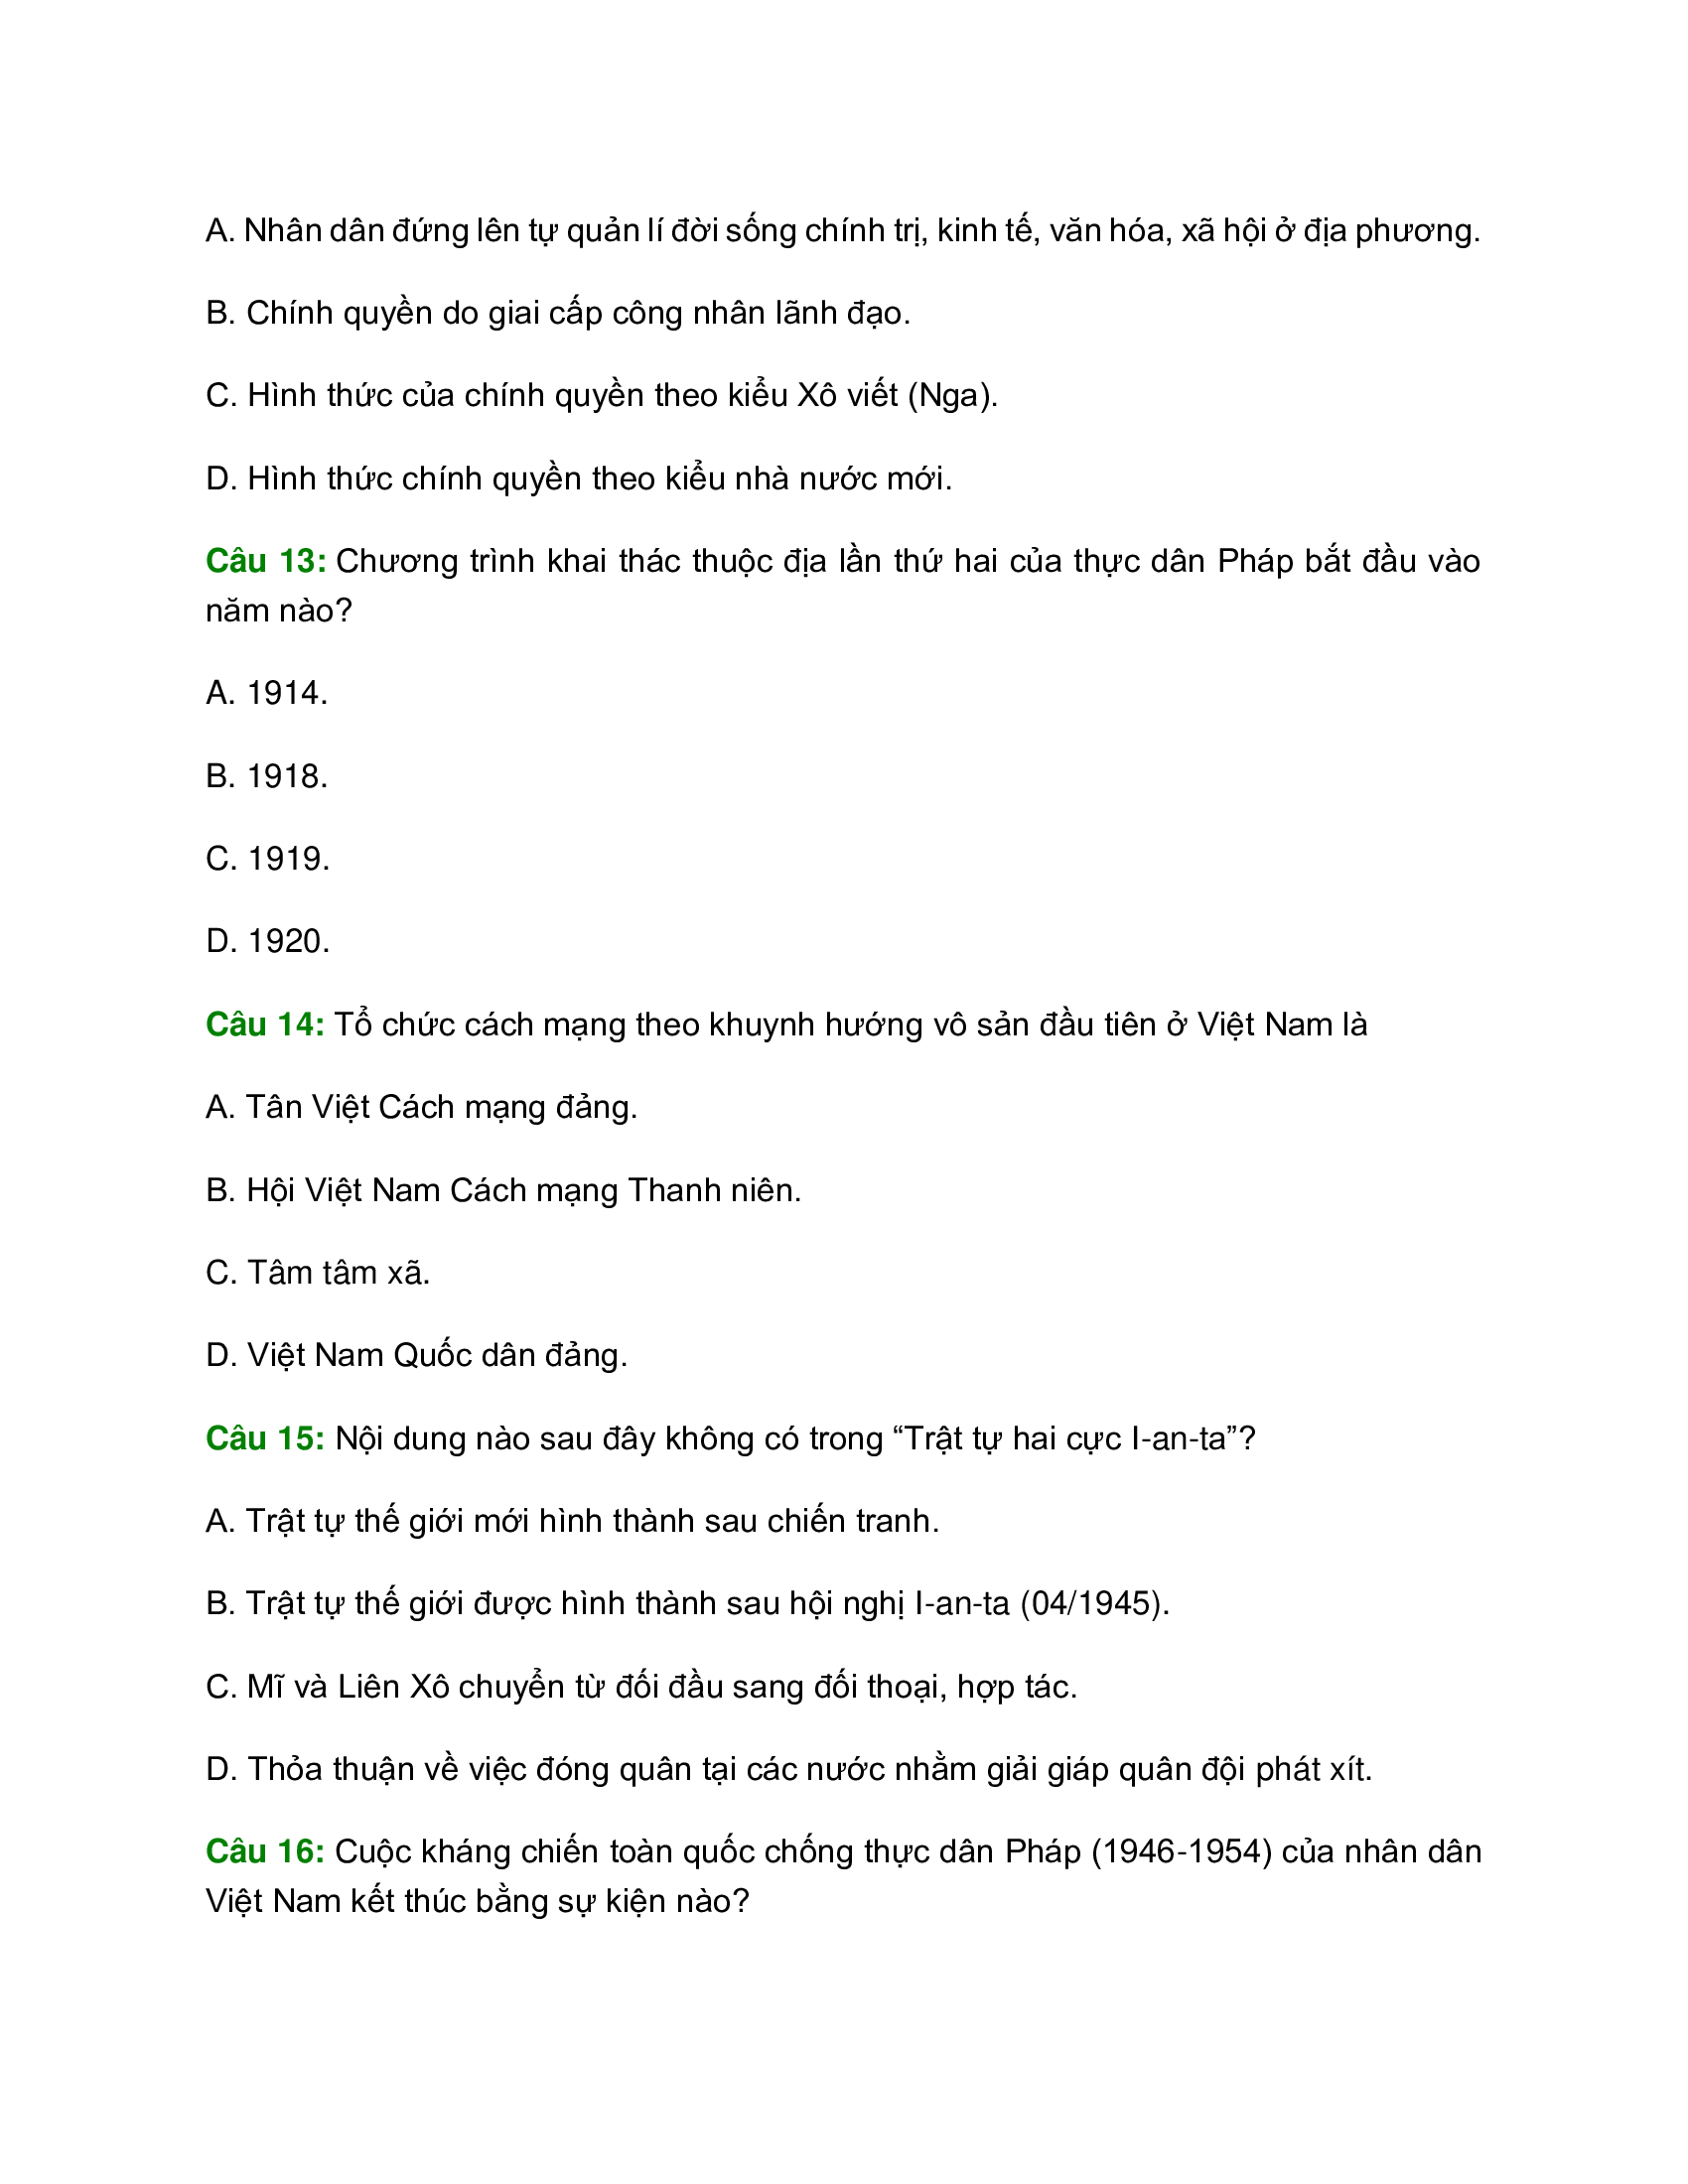 A. Nhân dân đứng lên tự quản lí đời sống chính trị, kinh tế, văn hóa, xã hội ở địa phương.
B. Chính quyền do giai cấp công nhân lãnh đạo.
C. Hình thức của chính quyền theo kiểu Xô viết (Nga).
D. Hình thức chính quyền theo kiểu nhà nước mới.
Câu 13: Chương trình khai thác thuộc địa lần thứ hai của thực dân Pháp bắt đầu vào
năm nào?
A. 1914.
B. 1918.
C. 1919.
D. 1920.
Câu 14: Tổ chức cách mạng theo khuynh hướng vô sản đầu tiên ở Việt Nam là
A. Tân Việt Cách mạng đảng.
B. Hội Việt Nam Cách mạng Thanh niên.
C. Tâm tâm xã.
D. Việt Nam Quốc dân đảng.
Câu 15: Nội dung nào sau đây không có trong “Trật tự hai cực I-an-ta”?
A. Trật tự thế giới mới hình thành sau chiến tranh.
B. Trật tự thế giới được hình thành sau hội nghị I-an-ta (04/1945).
C. Mĩ và Liên Xô chuyển từ đối đầu sang đối thoại, hợp tác.
D. Thỏa thuận về việc đóng quân tại các nước nhằm giải giáp quân đội phát xít.
Câu 16: Cuộc kháng chiến toàn quốc chống thực dân Pháp (1946-1954) của nhân dân
Việt Nam kết thúc bằng sự kiện nào?